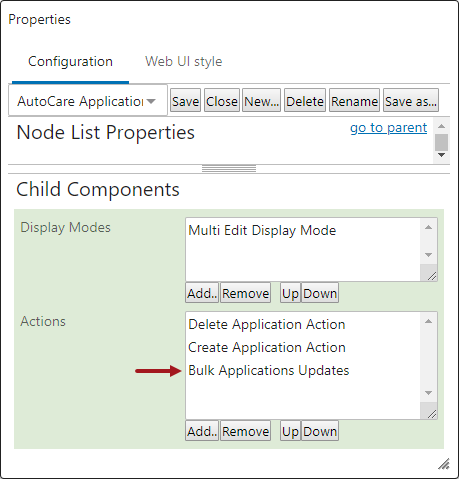 Properties
Configuration Web UI style
AutoCare Application Save Close New... Delete Rename Save as...
Node List Properties go to parent
Child Components
Display Modes Multi Edit Display Mode
Add.. Remove Up Down
Actions Delete Application Action
Create Application Action
Bulk Applications Updates
Add.. Remove Up Down